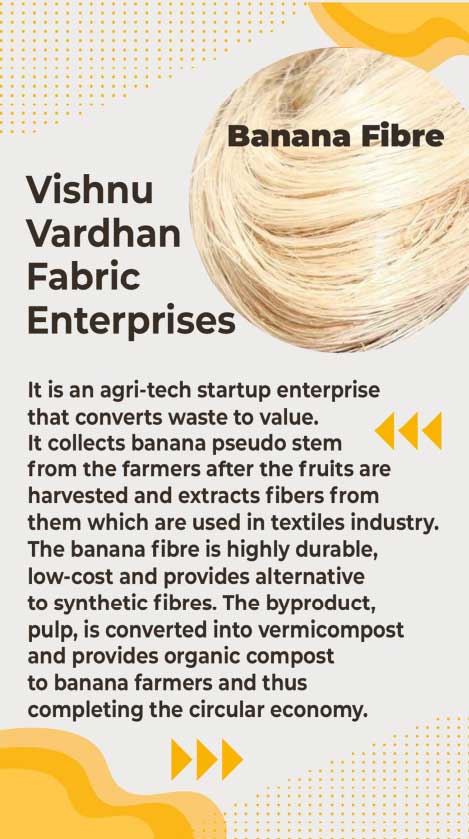 Banana Fibre
Vishnu
Vardhan
Fabric
Enterprises
It is an agri-tech startup enterprise
that converts waste to value.
It collects banana pseudo stem
from the farmers after the fruits are
harvested and extracts fibers from
them which are used in textiles industry.
The banana fibre is highly durable,
low-cost and provides alternative
to synthetic fibres. The byproduct,
pulp, is converted into vermicompost
and provides organic compost
to banana farmers and thus
completing the circular economy.